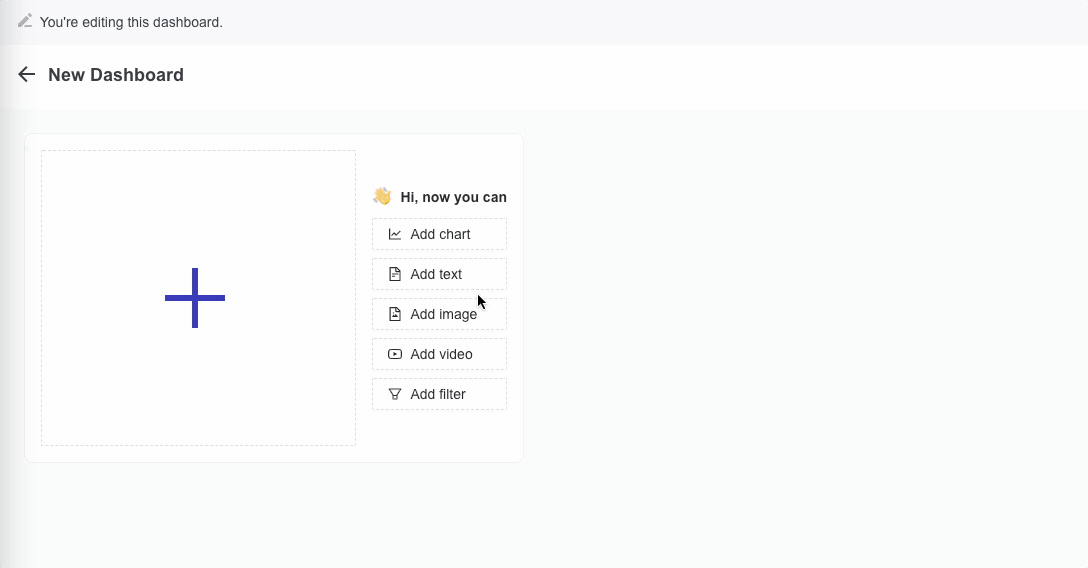 You're editing this dashboard.
New Dashboard
Hi, now you can
Add chart
Add text
Add image
Add video
Add filter